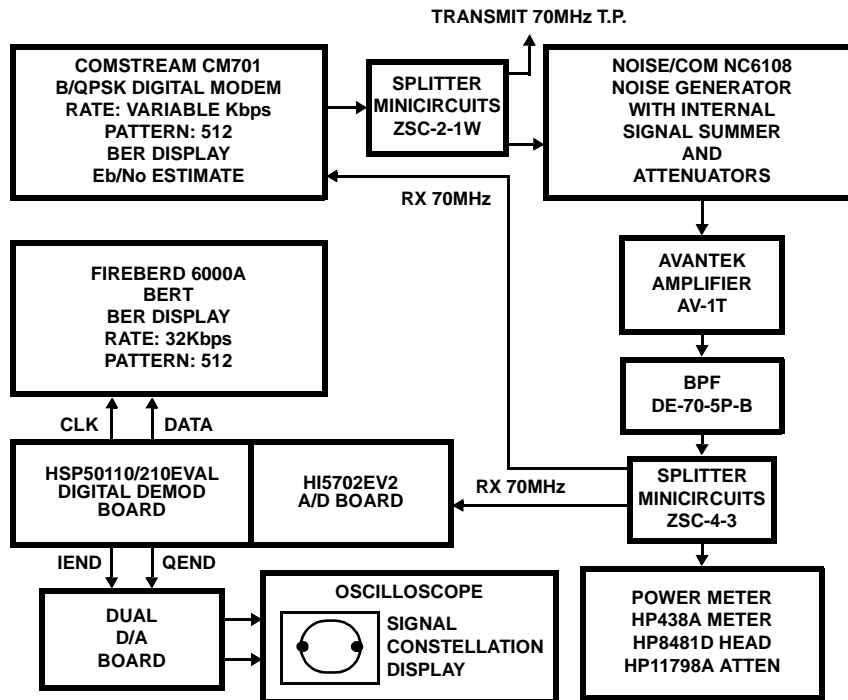 TRANSMIT 70MHz T.P.
COMSTREAM CM701
B/QPSK DIGITAL MODEM
RATE: VARIABLE Kbps
PATTERN: 512
BER DISPLAY
Eb/No ESTIMATE
SPLITTER
MINICIRCUITS
ZSC-2-1W
NOISE/COM NC6108
NOISE GENERATOR
WITH INTERNAL
SIGNAL SUMMER
AND
ATTENUATORS
RX 70MHz
AVANTEK
AMPLIFIER
AV-1T
FIREBERD 6000A
BERT
BER DISPLAY
RATE: 32Kbps
PATTERN: 512
BPF
DE-70-5P-B
CLK
DATA
HSP50110/210EVAL
DIGITAL DEMOD
BOARD
HI5702EV2
A/D BOARD
RX 70MHz
SPLITTER
MINICIRCUITS
ZSC-4-3
IEND
QEND
DUAL
D/A
BOARD
OSCILLOSCOPE
SIGNAL
CONSTELLATION
DISPLAY
POWER METER
HP438A METER
HP8481D HEAD
HP11798A ATTEN